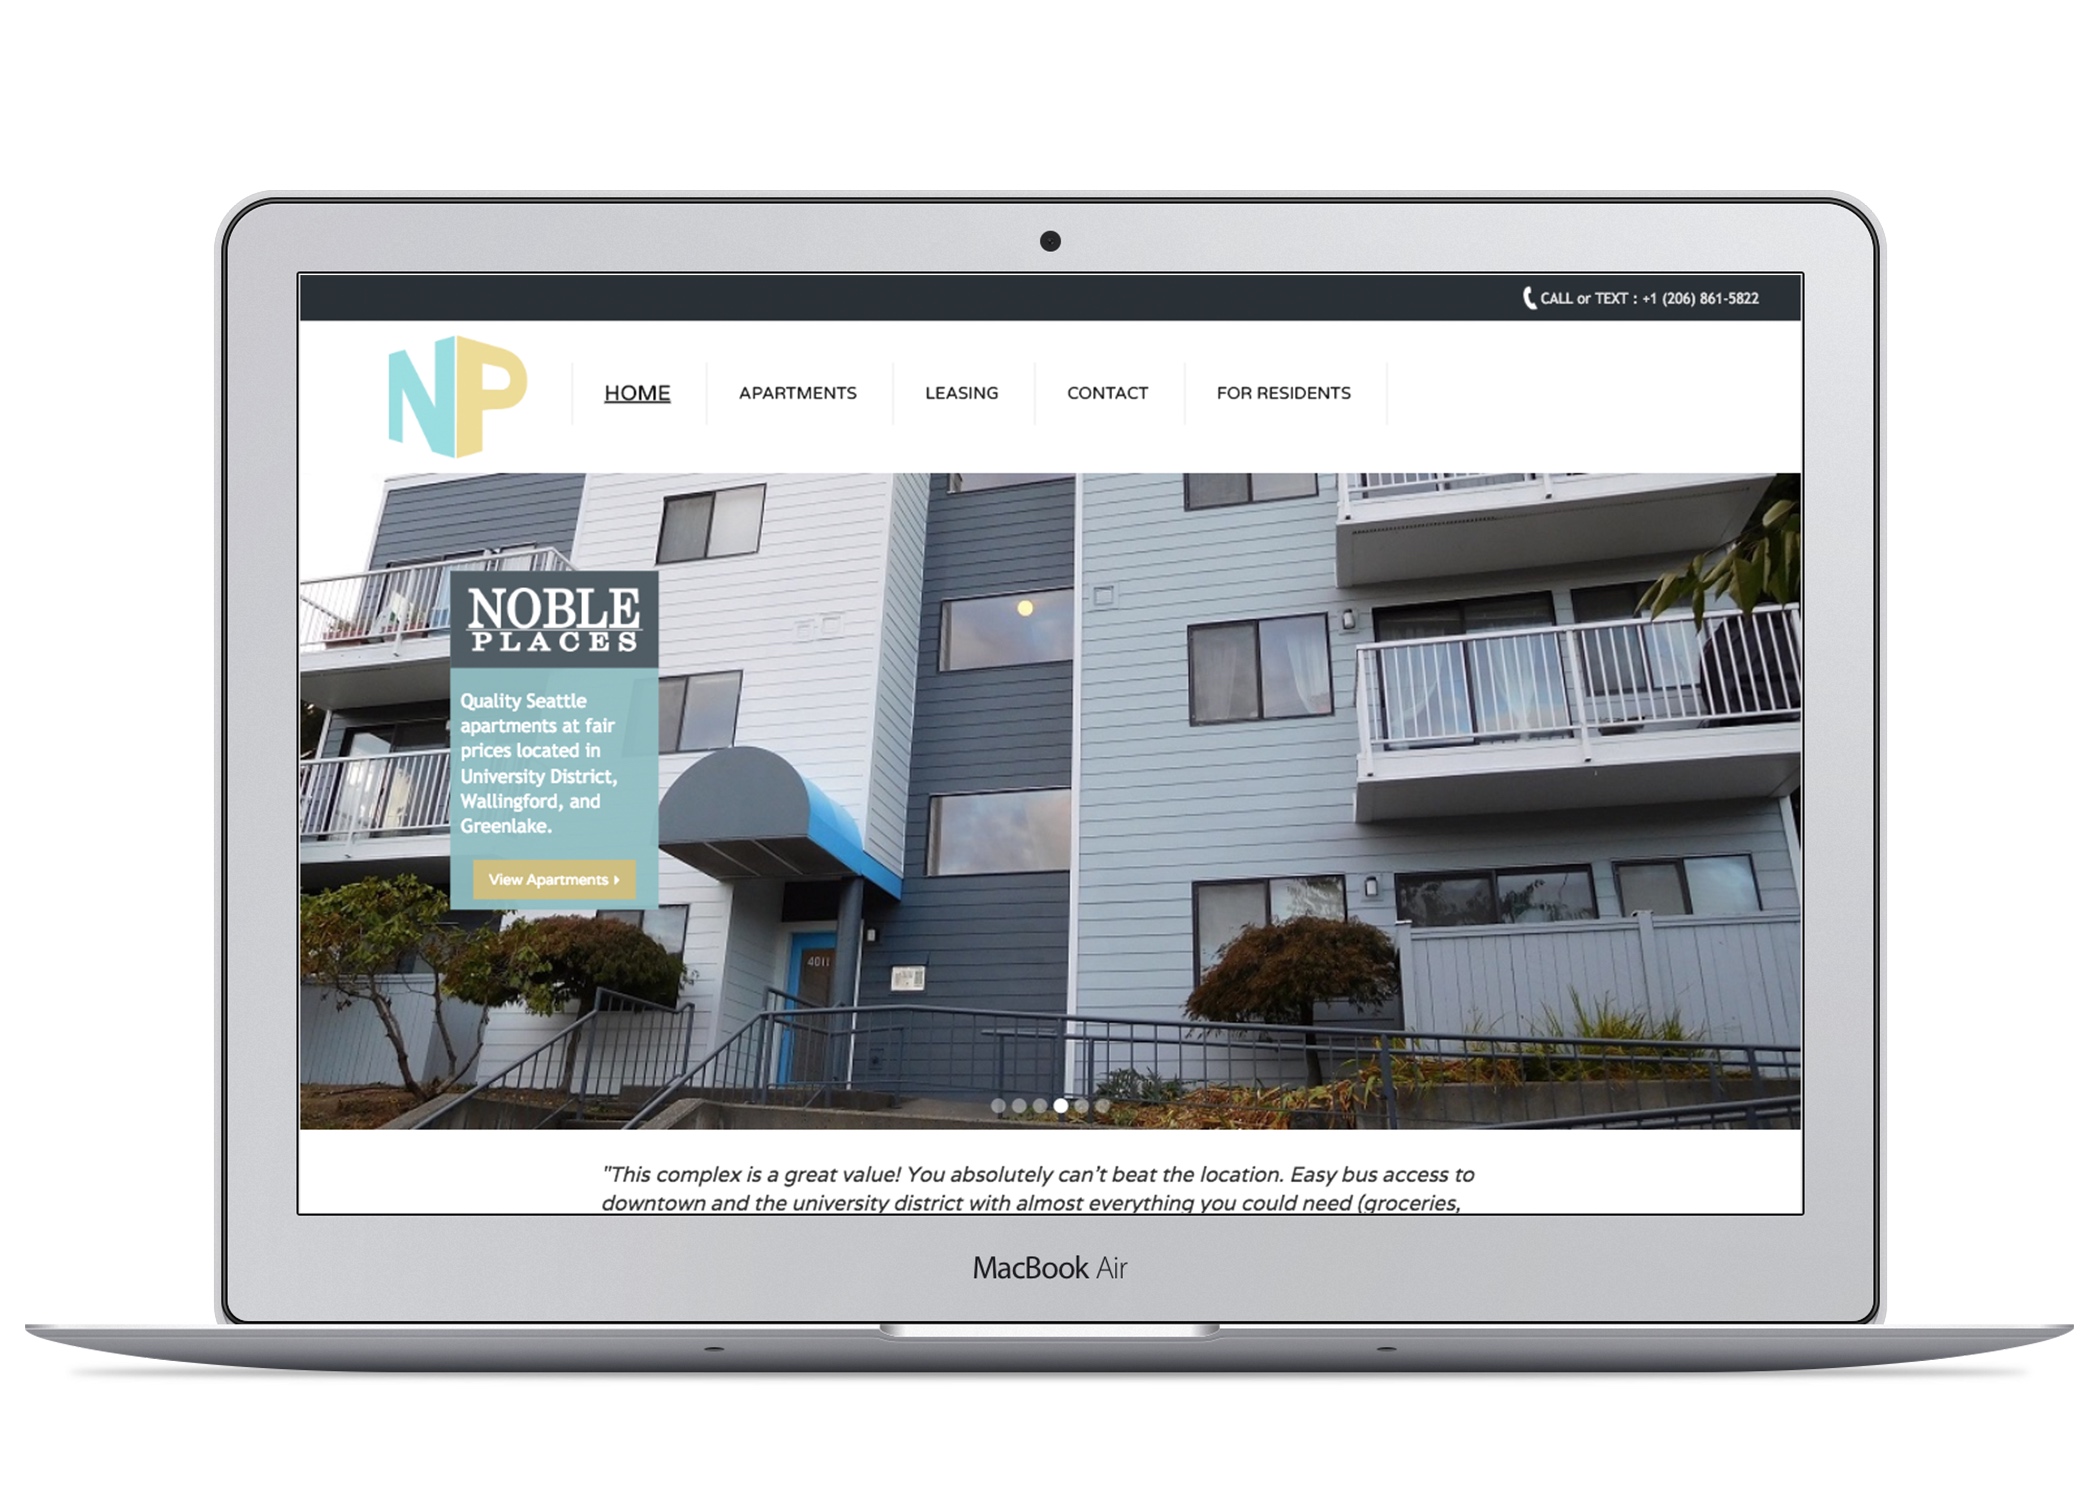 CALL or TEXT : +1 (206) 861-5822
NP
HOME APARTMENTS LEASING CONTACT FOR RESIDENTS
NOBLE
PLACES
Quality Seattle
apartments at fair
prices located in
University District,
Wallingford, and
Greenlake.
View Apartments
4011
"This complex is a great value! You absolutely can't beat the location. Easy bus access to
downtown and the university district with almost everything you could need (groceries,
MacBook Air